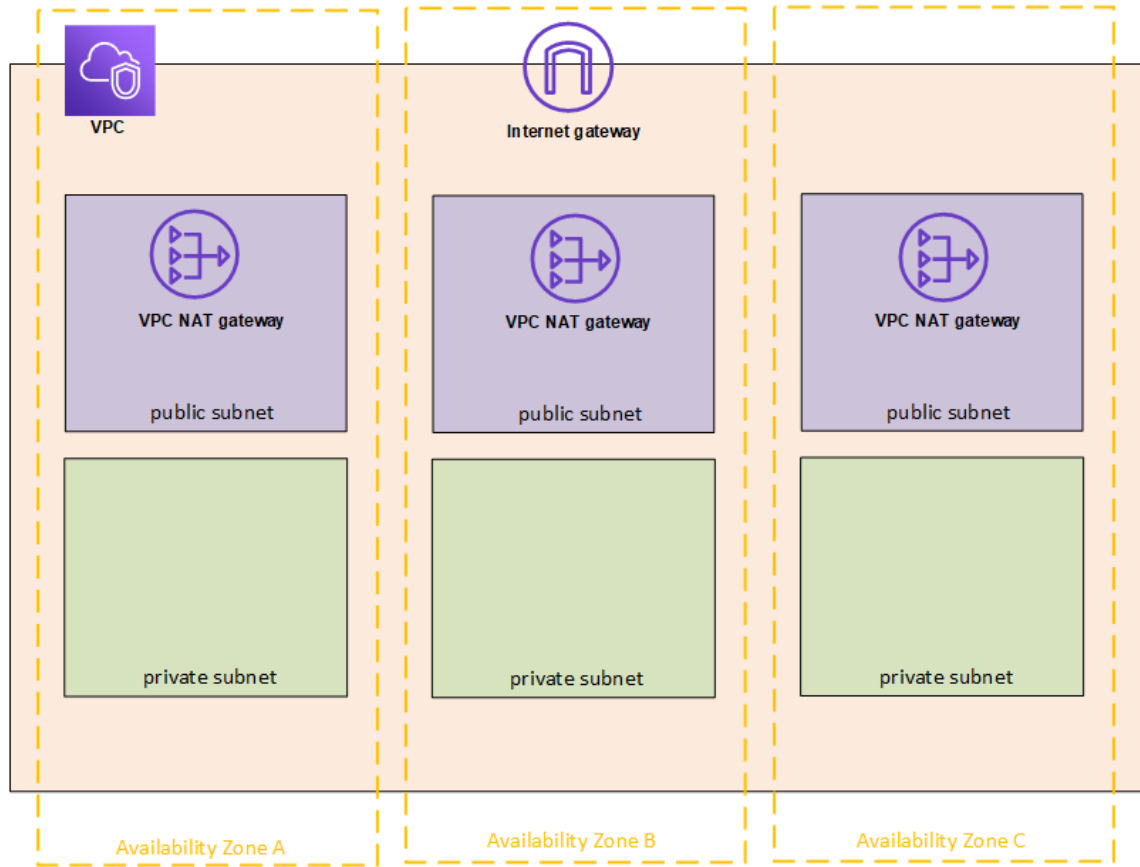 VPC
Internet gateway
VPC NAT gateway
VPC NAT gateway
VPC NAT gateway
public subnet
public subnet
public subnet
private subnet
private subnet
private subnet
Availability Zone A
Availability Zone B
Availability Zone C